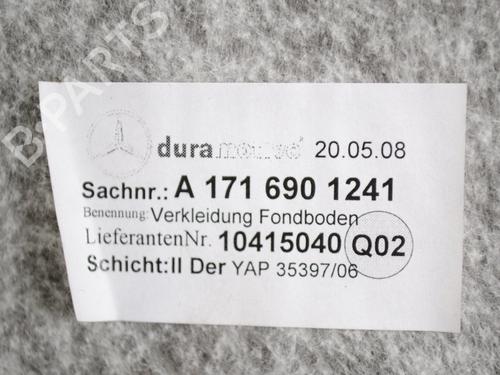 B-PARTS
dura 20.05.08
Sachnr.: A 171 690 1241
Benennung: Verkleidung Fondboden
LieferantenNr. 10415040 Q02
Schicht:II Der YAP 35397/06